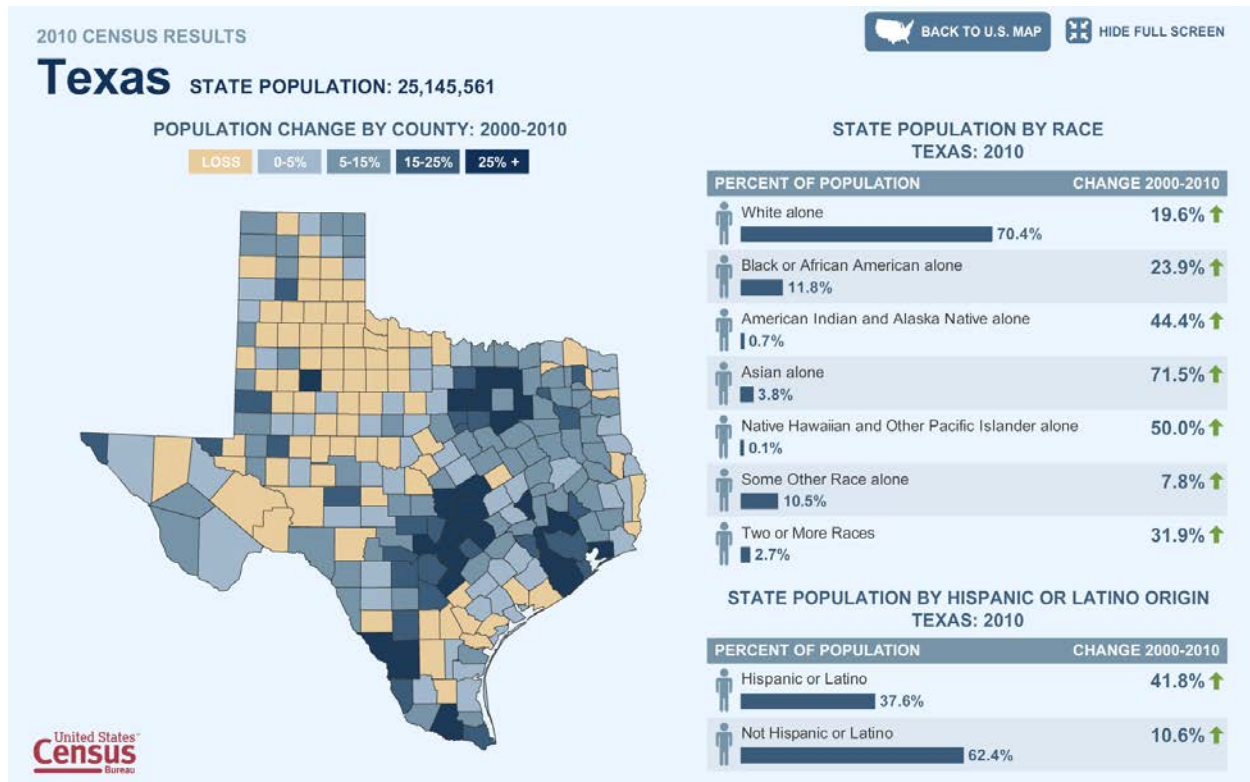 2010 CENSUS RESULTS
BACK TO U.S. MAP
HIDE FULL SCREEN
Texas STATE POPULATION: 25,145,561
POPULATION CHANGE BY COUNTY: 2000-2010
LOSS 0-5% 5-15% 15-25% 25% +
STATE POPULATION BY RACE
TEXAS: 2010
PERCENT OF POPULATION CHANGE 2000-2010
White alone 19.6%
70.4%
Black or African American alone 23.9%
11.8%
American Indian and Alaska Native alone 44.4%
0.7%
Asian alone 71.5%
3.8%
Native Hawaiian and Other Pacific Islander alone 50.0%
0.1%
Some Other Race alone 7.8%
10.5%
Two or More Races 31.9%
2.7%
STATE POPULATION BY HISPANIC OR LATINO ORIGIN
TEXAS: 2010
PERCENT OF POPULATION CHANGE 2000-2010
Hispanic or Latino 41.8%
37.6%
Not Hispanic or Latino 10.6%
62.4%
United States™
Census
Bureau